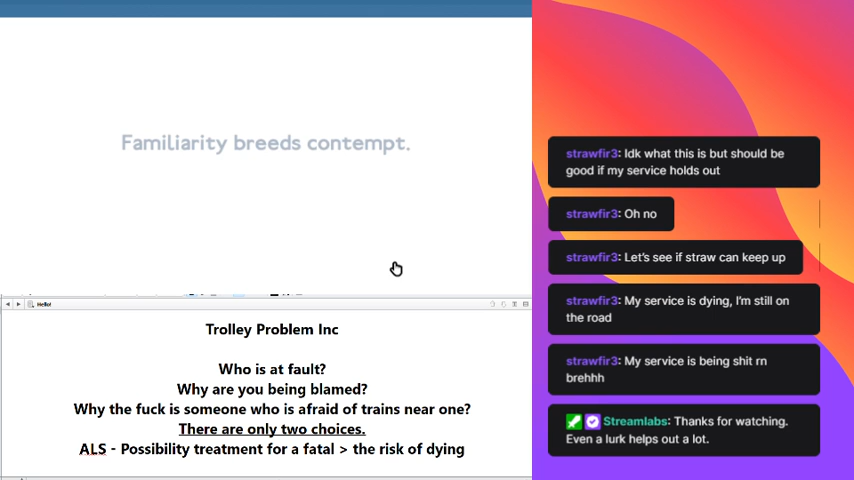 Familiarity breeds contempt.
Hello!
Trolley Problem Inc
Who is at fault?
Why are you being blamed?
Why the fuck is someone who is afraid of trains near one?
There are only two choices.
ALS - Possibility treatment for a fatal > the risk of dying
strawfir3: Idk what this is but should be
good if my service holds out
strawfir3: Oh no
strawfir3: Let's see if straw can keep up
strawfir3: My service is dying, I'm still on
the road
strawfir3: My service is being shit rn
brehhh
Streamlabs: Thanks for watching.
Even a lurk helps out a lot.